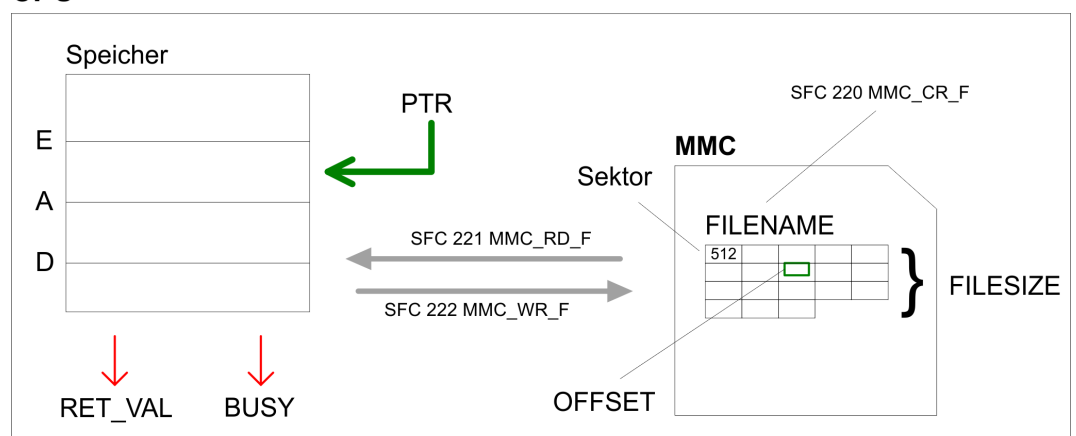 Speicher
PTR
SFC 220 MMC_CR_F
E
MMC
Sektor
A
FILENAME
SFC 221 MMC_RD_F
512
D
FILESIZE
SFC 222 MMC_WR_F
OFFSET
RET_VAL
BUSY